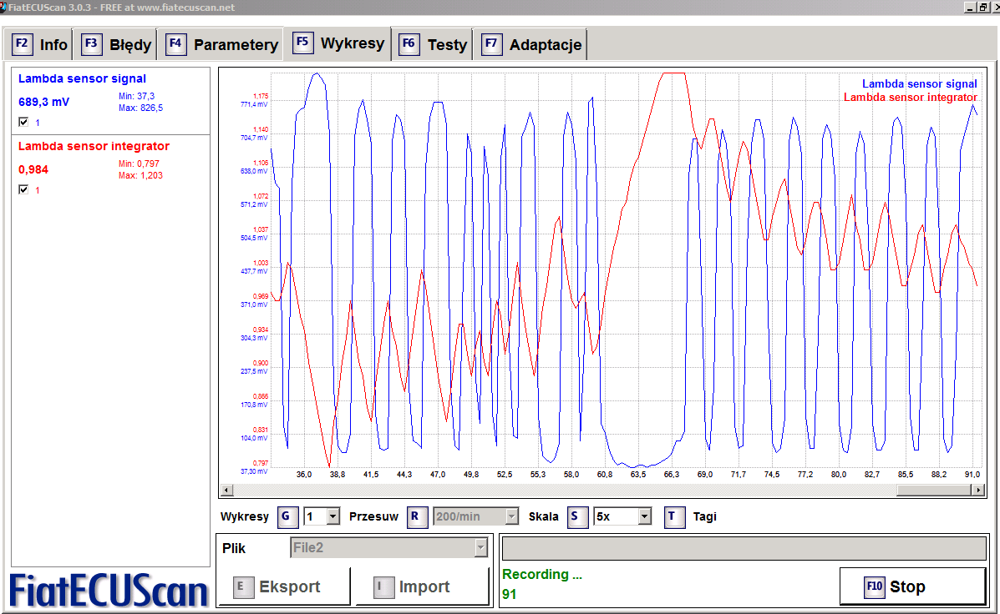 FiatECUScan 3.0.3 - FREE at www.fiatecuscan.net
F2 Info F3 Błędy F4 Parametery F5 Wykresy F6 Testy F7 Adaptacje
Lambda sensor signal
689,3 mV
Min: 37,3
Max: 826,5
1
Lambda sensor integrator
0,984
Min: 0,797
Max: 1,203
1
Lambda sensor signal
Lambda sensor integrator
1,175
771,4 mV
1,140
704,7 mV
1,106
638,0 mV
1,072
571,2 mV
1,037
504,5 mV
1,003
437,7 mV
0,969
371,0 mV
0,934
304,3 mV
0,900
237,5 mV
0,866
170,8 mV
0,831
104,0 mV
0,797
37,30 mV
36,0 38,8 41,5 44,3 47,0 49,8 52,5 55,3 58,0 60,8 63,5 66,3 69,0 71,7 74,5 77,2 80,0 82,7 85,5 88,2 91,0
Wykresy G 1 Przesuw R 200/min Skala S 5x T Tagi
Plik File2
E Eksport I Import
Recording ...
91
F10 Stop
FiatECUScan